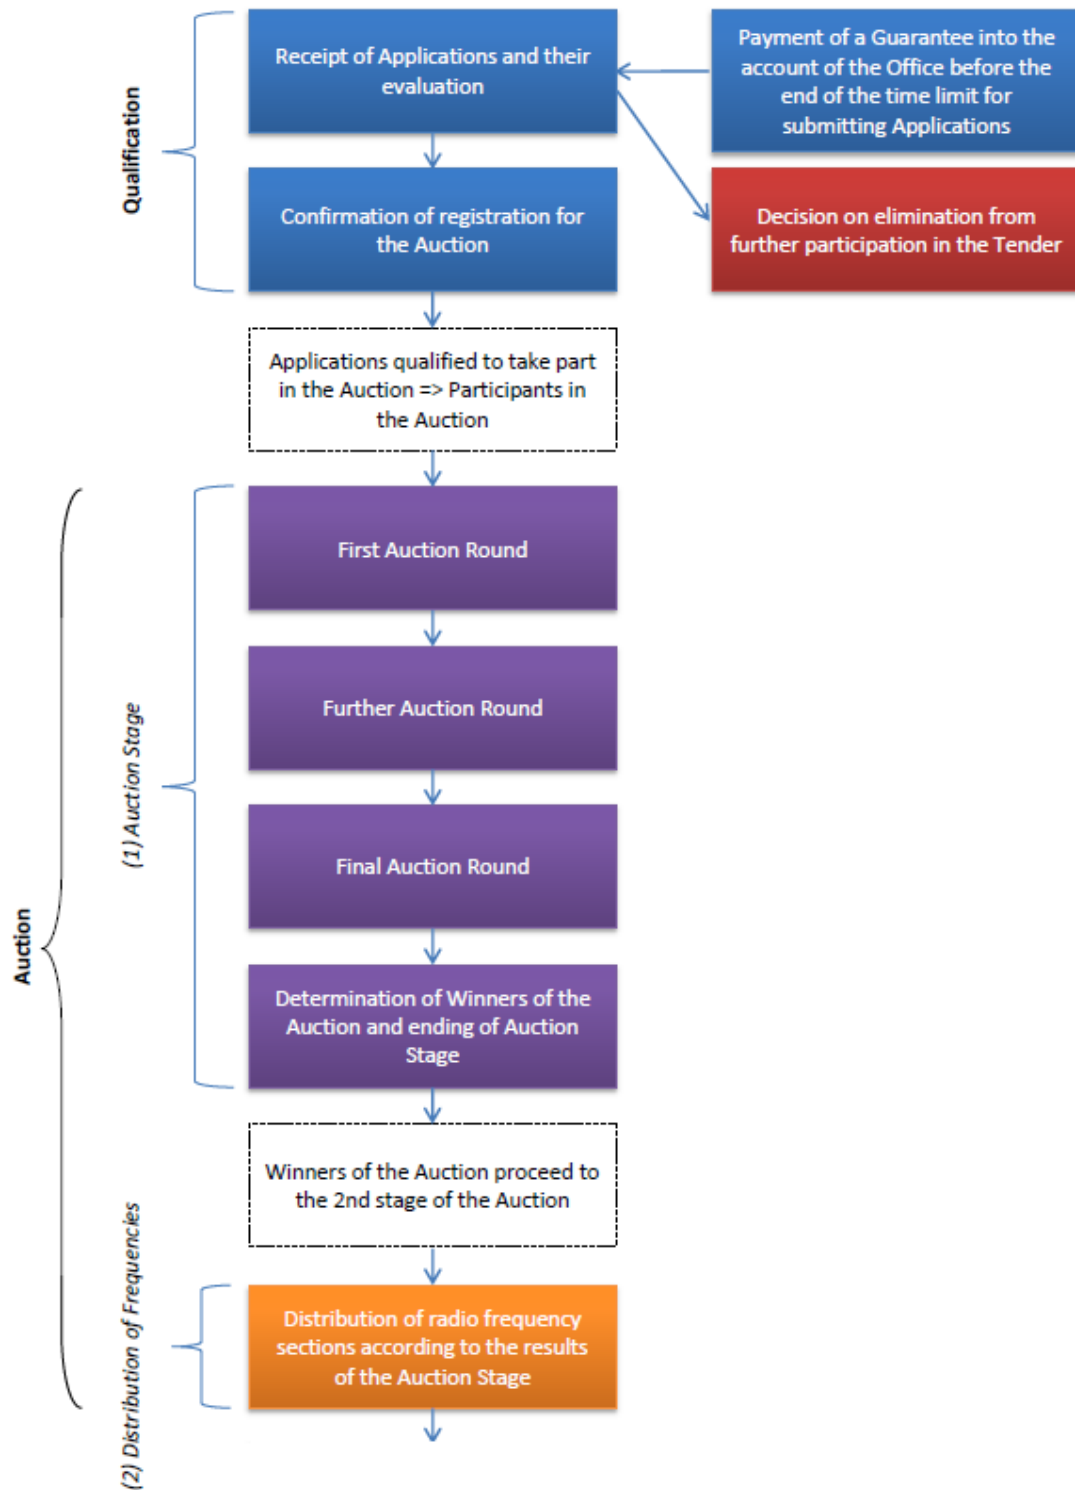 Qualification
Receipt of Applications and their
evaluation
Payment of a Guarantee into the
account of the Office before the
end of the time limit for
submitting Applications
Confirmation of registration for
the Auction
Decision on elimination from
further participation in the Tender
Applications qualified to take part
in the Auction => Participants in
the Auction
Auction
(1) Auction Stage
First Auction Round
Further Auction Round
Final Auction Round
Determination of Winners of the
Auction and ending of Auction
Stage
Winners of the Auction proceed to
the 2nd stage of the Auction
(2) Distribution of Frequencies
Distribution of radio frequency
sections according to the results
of the Auction Stage